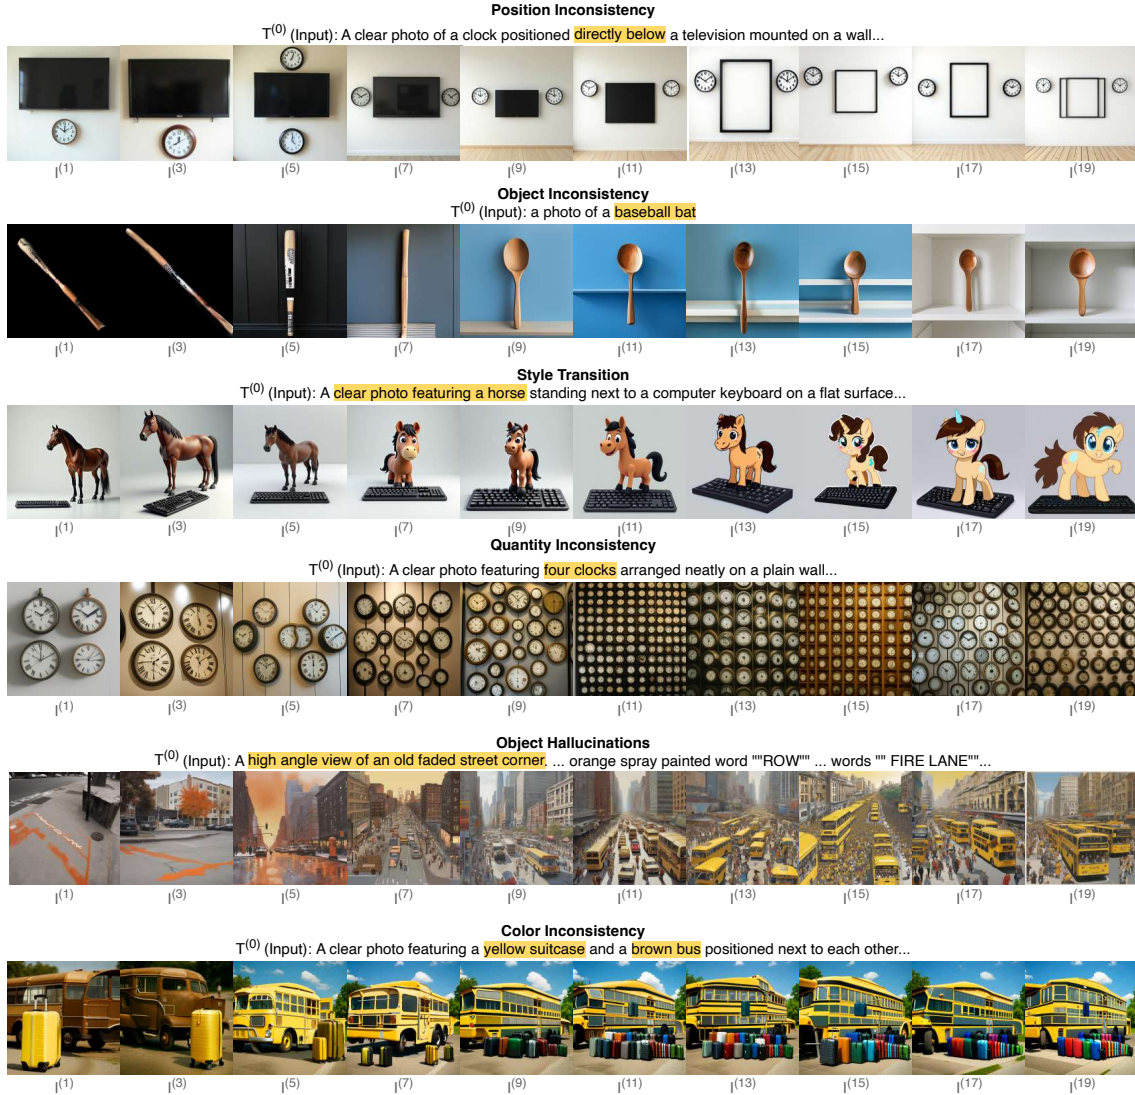 Position Inconsistency
T(0) (Input): A clear photo of a clock positioned directly below a television mounted on a wall...
I(1) I(3) I(5) I(7) I(9) I(11) I(13) I(15) I(17) I(19)
Object Inconsistency
T(0) (Input): a photo of a baseball bat
I(1) I(3) I(5) I(7) I(9) I(11) I(13) I(15) I(17) I(19)
Style Transition
T(0) (Input): A clear photo featuring a horse standing next to a computer keyboard on a flat surface...
I(1) I(3) I(5) I(7) I(9) I(11) I(13) I(15) I(17) I(19)
Quantity Inconsistency
T(0) (Input): A clear photo featuring four clocks arranged neatly on a plain wall...
I(1) I(3) I(5) I(7) I(9) I(11) I(13) I(15) I(17) I(19)
Object Hallucinations
T(0) (Input): A high angle view of an old faded street corner. ... orange spray painted word ""ROW"" ... words "" FIRE LANE""...
I(1) I(3) I(5) I(7) I(9) I(11) I(13) I(15) I(17) I(19)
Color Inconsistency
T(0) (Input): A clear photo featuring a yellow suitcase and a brown bus positioned next to each other...
I(1) I(3) I(5) I(7) I(9) I(11) I(13) I(15) I(17) I(19)